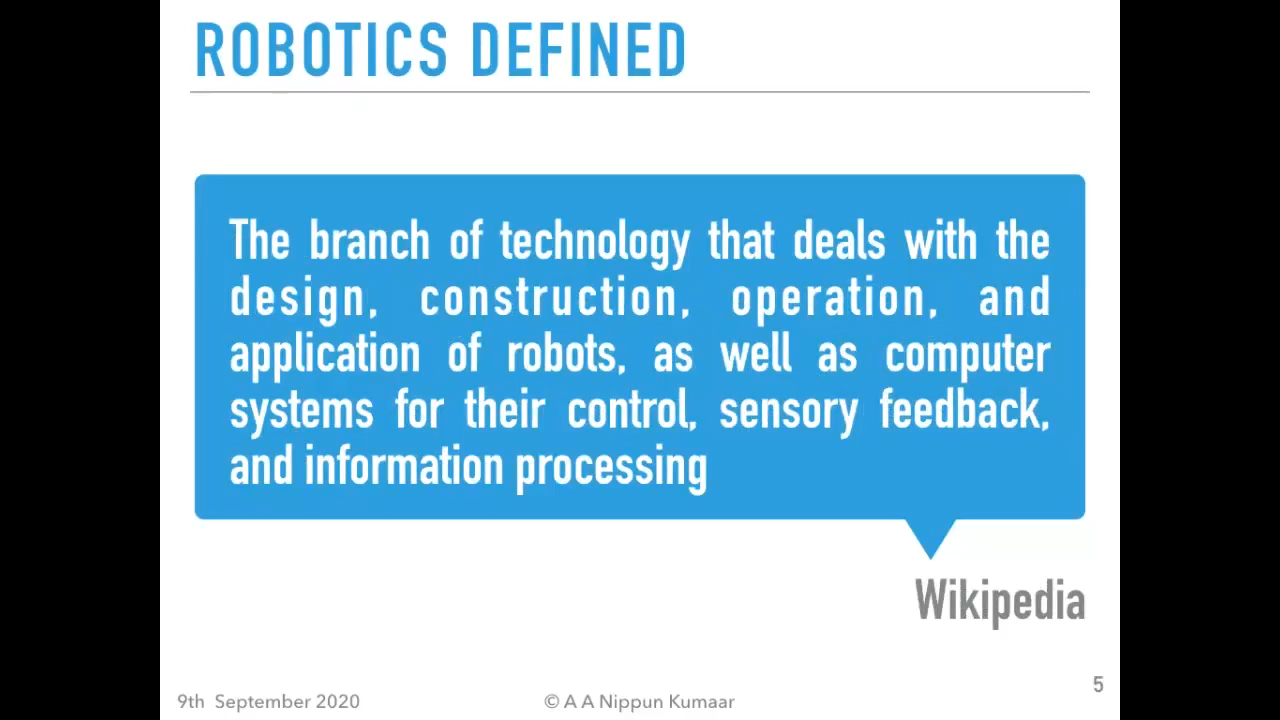 ROBOTICS DEFINED
The branch of technology that deals with the
design, construction, operation, and
application of robots, as well as computer
systems for their control, sensory feedback,
and information processing
Wikipedia
5
9th September 2020
© A A Nippun Kumaar